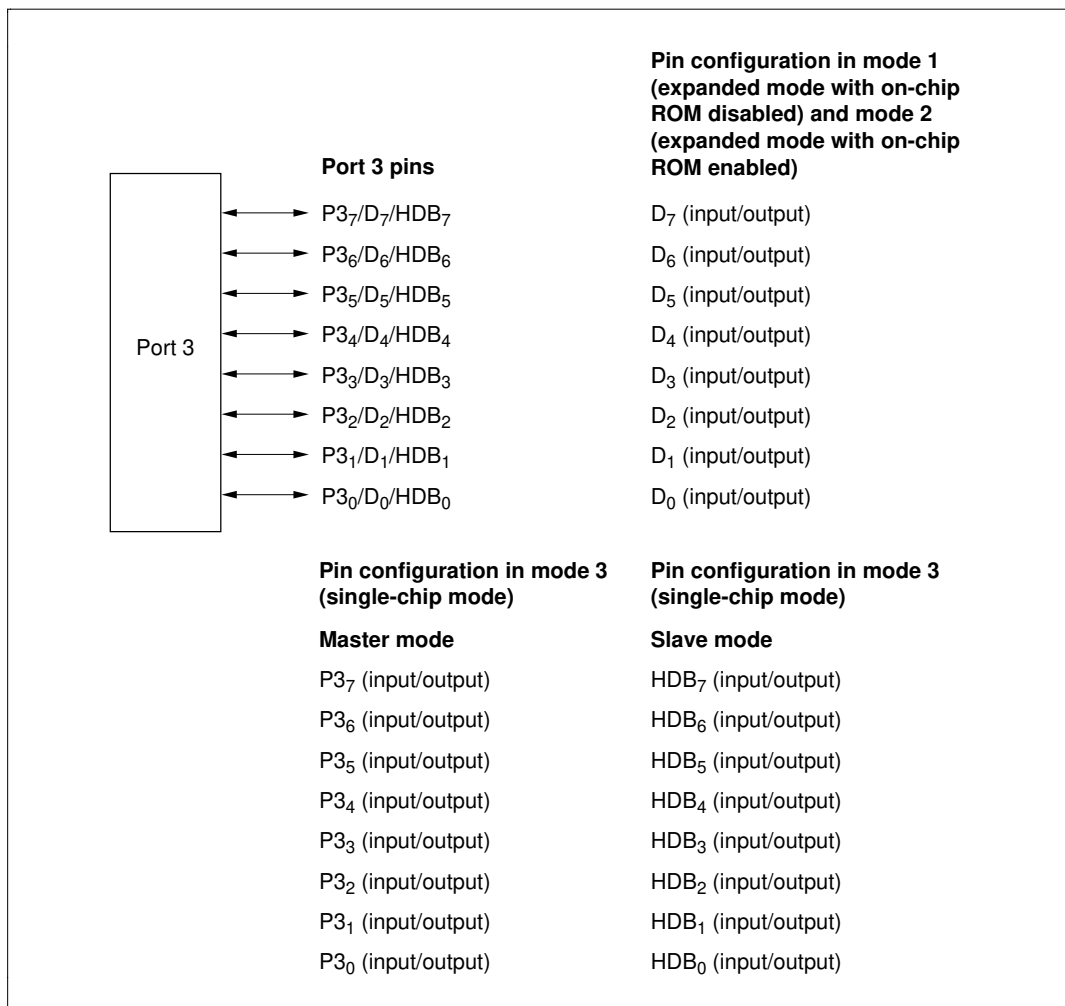 Pin configuration in mode 1
(expanded mode with on-chip
ROM disabled) and mode 2
(expanded mode with on-chip
ROM enabled)
Port 3 pins
Port 3
P3₇/D₇/HDB₇ D₇ (input/output)
P3₆/D₆/HDB₆ D₆ (input/output)
P3₅/D₅/HDB₅ D₅ (input/output)
P3₄/D₄/HDB₄ D₄ (input/output)
P3₃/D₃/HDB₃ D₃ (input/output)
P3₂/D₂/HDB₂ D₂ (input/output)
P3₁/D₁/HDB₁ D₁ (input/output)
P3₀/D₀/HDB₀ D₀ (input/output)
Pin configuration in mode 3
(single-chip mode)
Master mode
P3₇ (input/output)
P3₆ (input/output)
P3₅ (input/output)
P3₄ (input/output)
P3₃ (input/output)
P3₂ (input/output)
P3₁ (input/output)
P3₀ (input/output)
Pin configuration in mode 3
(single-chip mode)
Slave mode
HDB₇ (input/output)
HDB₆ (input/output)
HDB₅ (input/output)
HDB₄ (input/output)
HDB₃ (input/output)
HDB₂ (input/output)
HDB₁ (input/output)
HDB₀ (input/output)